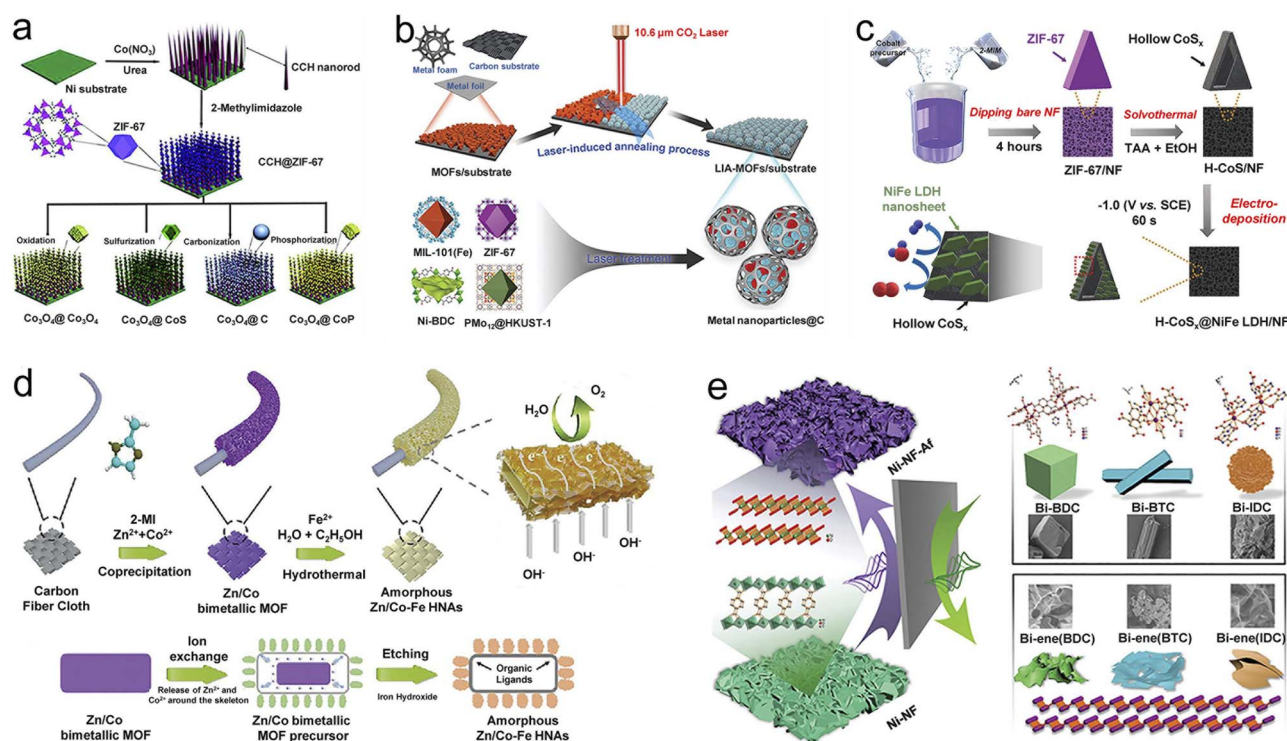 a
Co(NO₃)
Urea
Ni substrate
CCH nanorod
2-Methylimidazole
ZIF-67
CCH@ZIF-67
Oxidation
Sulfurization
Carbonization
Phosphorization
Co₃O₄@Co₃O₄
Co₃O₄@CoS
Co₃O₄@C
Co₃O₄@CoP
b
10.6 μm CO₂ Laser
Metal foam
Carbon substrate
Metal foil
Laser-induced annealing process
MOFs/substrate
LIA-MOFs/substrate
MIL-101(Fe)
ZIF-67
Laser treatment
Ni-BDC
PMo₁₂@HKUST-1
Metal nanoparticles@C
c
Cobalt
precursor
2-MIM
ZIF-67
Hollow CoSₓ
Dipping bare NF
4 hours
Solvothermal
TAA + EtOH
ZIF-67/NF
H-CoS/NF
NiFe LDH
nanosheet
-1.0 (V vs. SCE)
60 s
Electro-
deposition
Hollow CoSₓ
H-CoSₓ@NiFe LDH/NF
d
H₂O
O₂
e⁻
e⁻
e⁻
e⁻
2-MI
Zn²⁺+Co²⁺
Coprecipitation
Fe²⁺
H₂O + C₂H₅OH
Hydrothermal
OH⁻
OH⁻
OH⁻
Carbon
Fiber Cloth
Zn/Co
bimetallic MOF
Amorphous
Zn/Co-Fe HNAs
Ion
exchange
Release of Zn²⁺ and
Co²⁺ around the skeleton
Etching
Iron Hydroxide
Organic
Ligands
Zn/Co
bimetallic MOF
Zn/Co bimetallic
MOF precursor
Amorphous
Zn/Co-Fe HNAs
e
Ni-NF-Af
Ni-NF
Bi-BDC
Bi-BTC
Bi-IDC
Bi-ene(BDC)
Bi-ene(BTC)
Bi-ene(IDC)